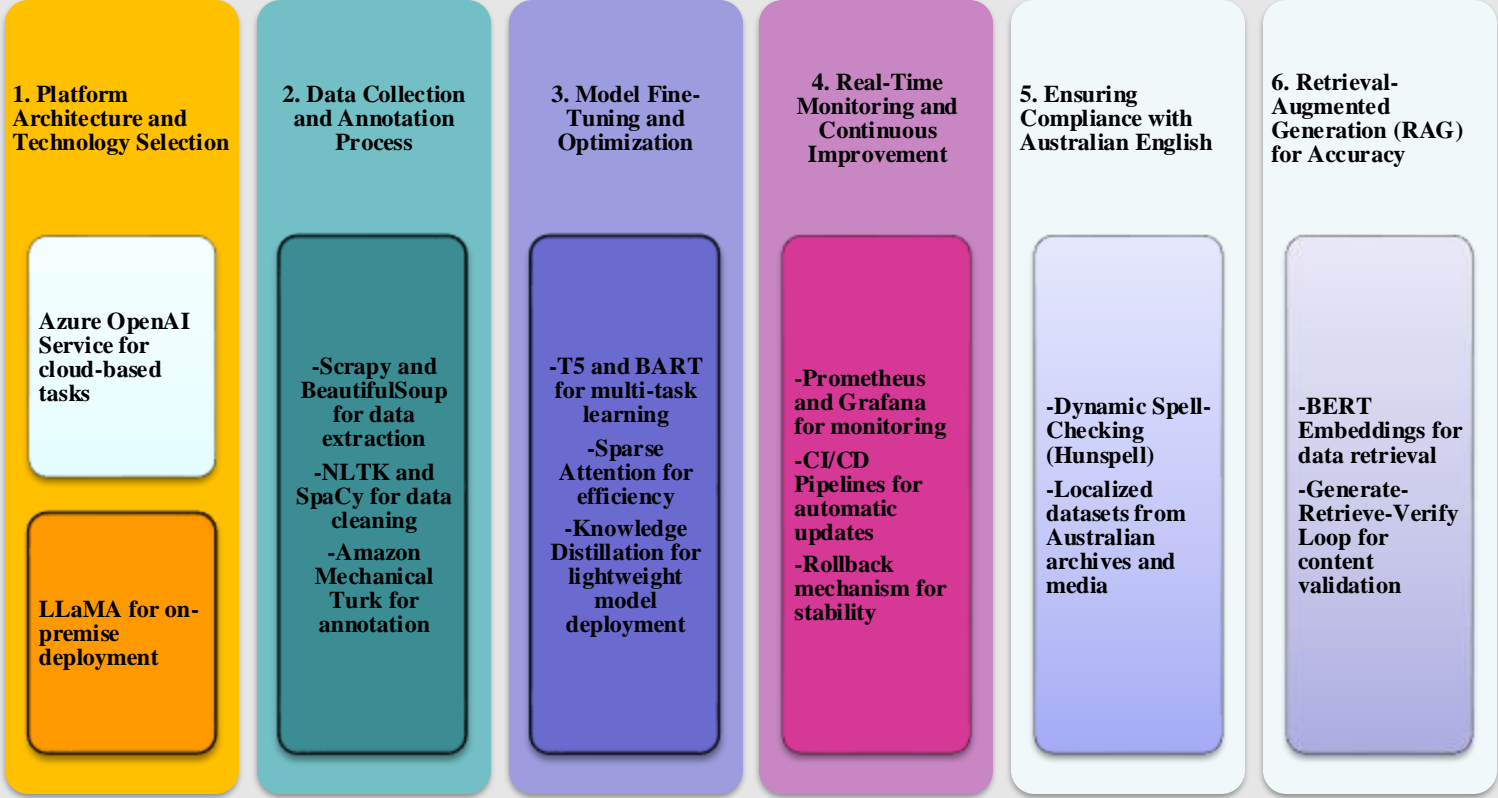 1. Platform
Architecture and
Technology Selection
Azure OpenAI
Service for
cloud-based
tasks
LLaMA for on-
premise
deployment
2. Data Collection
and Annotation
Process
-Scrapy and
BeautifulSoup
for data
extraction
-NLTK and
SpaCy for data
cleaning
-Amazon
Mechanical
Turk for
annotation
3. Model Fine-
Tuning and
Optimization
-T5 and BART
for multi-task
learning
-Sparse
Attention for
efficiency
-Knowledge
Distillation for
lightweight
model
deployment
4. Real-Time
Monitoring and
Continuous
Improvement
-Prometheus
and Grafana
for monitoring
-CI/CD
Pipelines for
automatic
updates
-Rollback
mechanism for
stability
5. Ensuring
Compliance with
Australian English
-Dynamic Spell-
Checking
(Hunspell)
-Localized
datasets from
Australian
archives and
media
6. Retrieval-
Augmented
Generation (RAG)
for Accuracy
-BERT
Embeddings for
data retrieval
-Generate-
Retrieve-Verify
Loop for
content
validation